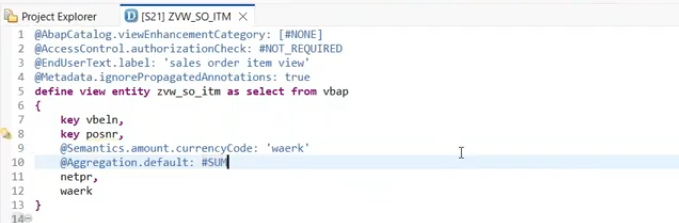 Project Explorer
[S21] ZVW_SO_ITM
1 @AbapCatalog.viewEnhancementCategory: [#NONE]
2 @AccessControl.authorizationCheck: #NOT_REQUIRED
3 @EndUserText.label: 'sales order item view'
4 @Metadata.ignorePropagatedAnnotations: true
5 define view entity zvw_so_itm as select from vbap
6 {
7 key vbeln,
8 key posnr,
9 @Semantics.amount.currencyCode: 'waerk'
10 @Aggregation.default: #SUM
11 netpr,
12 waerk
13 }
14